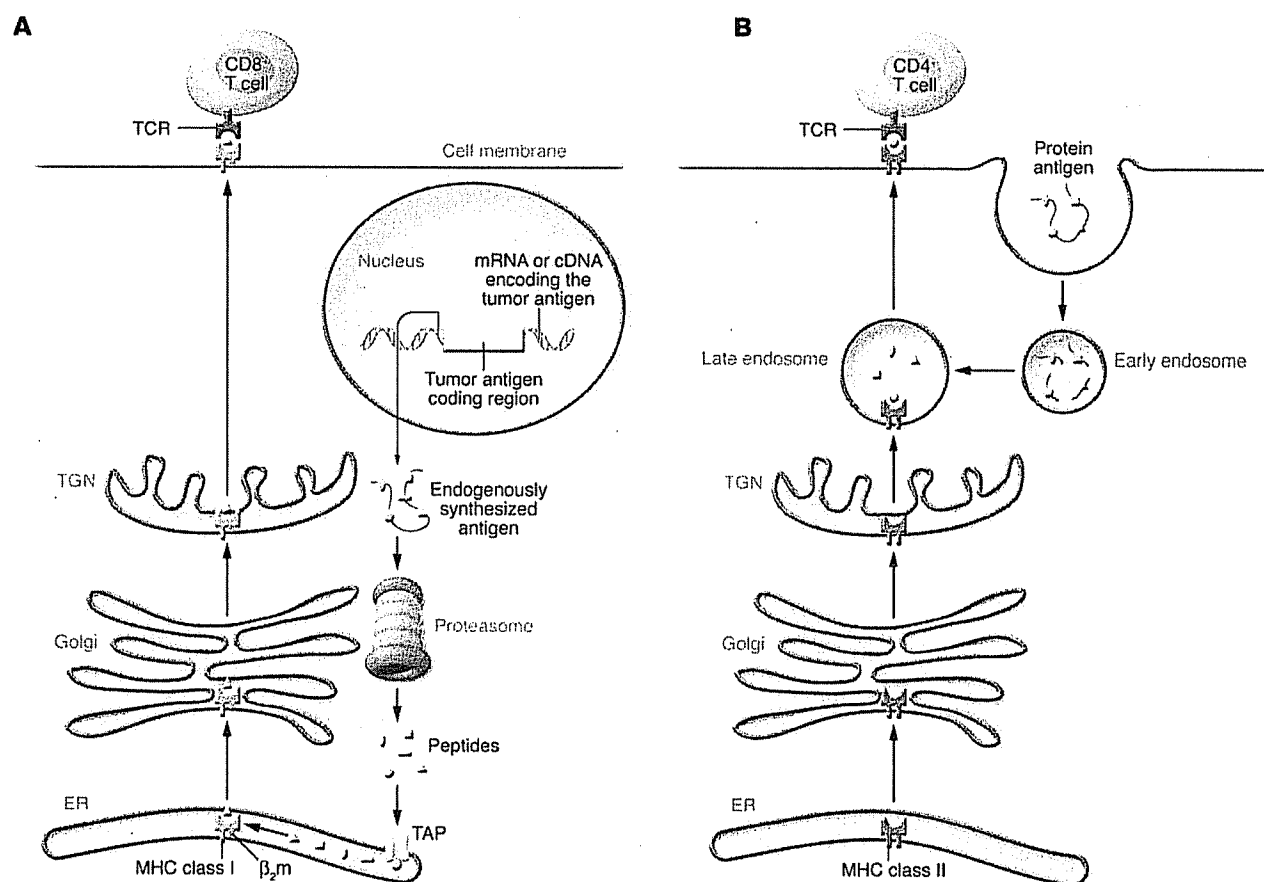 A
CD8
T cell
TCR
Cell membrane
Nucleus
mRNA or cDNA
encoding the
tumor antigen
Tumor antigen
coding region
TGN
Endogenously
synthesized
antigen
Golgi
Proteasome
Peptides
ER
TAP
MHC class I
β₂m
B
CD4
T cell
TCR
Protein
antigen
Late endosome
Early endosome
TGN
Golgi
ER
MHC class II